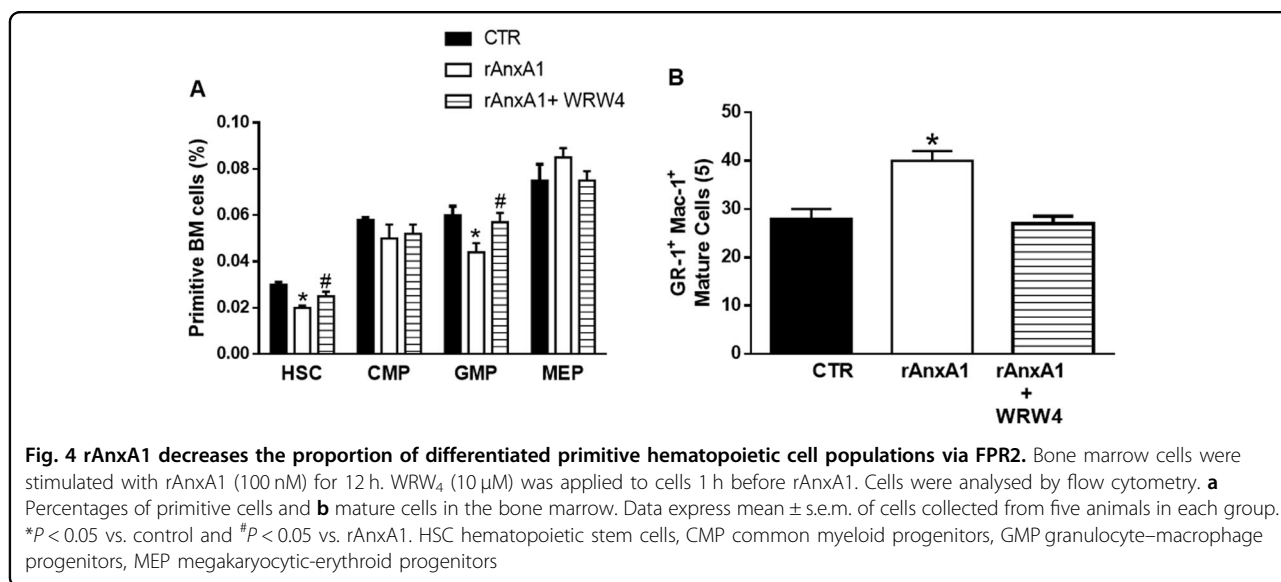 CTR
rAnxA1
rAnxA1+ WRW4
A
Primitive BM cells (%)
0.10
0.08
0.06
0.04
0.02
0.00
*
#
*
#
HSC
CMP
GMP
MEP
B
GR-1+ Mac-1+
Mature Cells (5)
50
40
30
20
10
0
*
CTR
rAnxA1
rAnxA1
+
WRW4
Fig. 4 rAnxA1 decreases the proportion of differentiated primitive hematopoietic cell populations via FPR2. Bone marrow cells were
stimulated with rAnxA1 (100 nM) for 12 h. WRW₄ (10 μM) was applied to cells 1 h before rAnxA1. Cells were analysed by flow cytometry. a
Percentages of primitive cells and b mature cells in the bone marrow. Data express mean ± s.e.m. of cells collected from five animals in each group.
*P < 0.05 vs. control and #P < 0.05 vs. rAnxA1. HSC hematopoietic stem cells, CMP common myeloid progenitors, GMP granulocyte–macrophage
progenitors, MEP megakaryocytic-erythroid progenitors